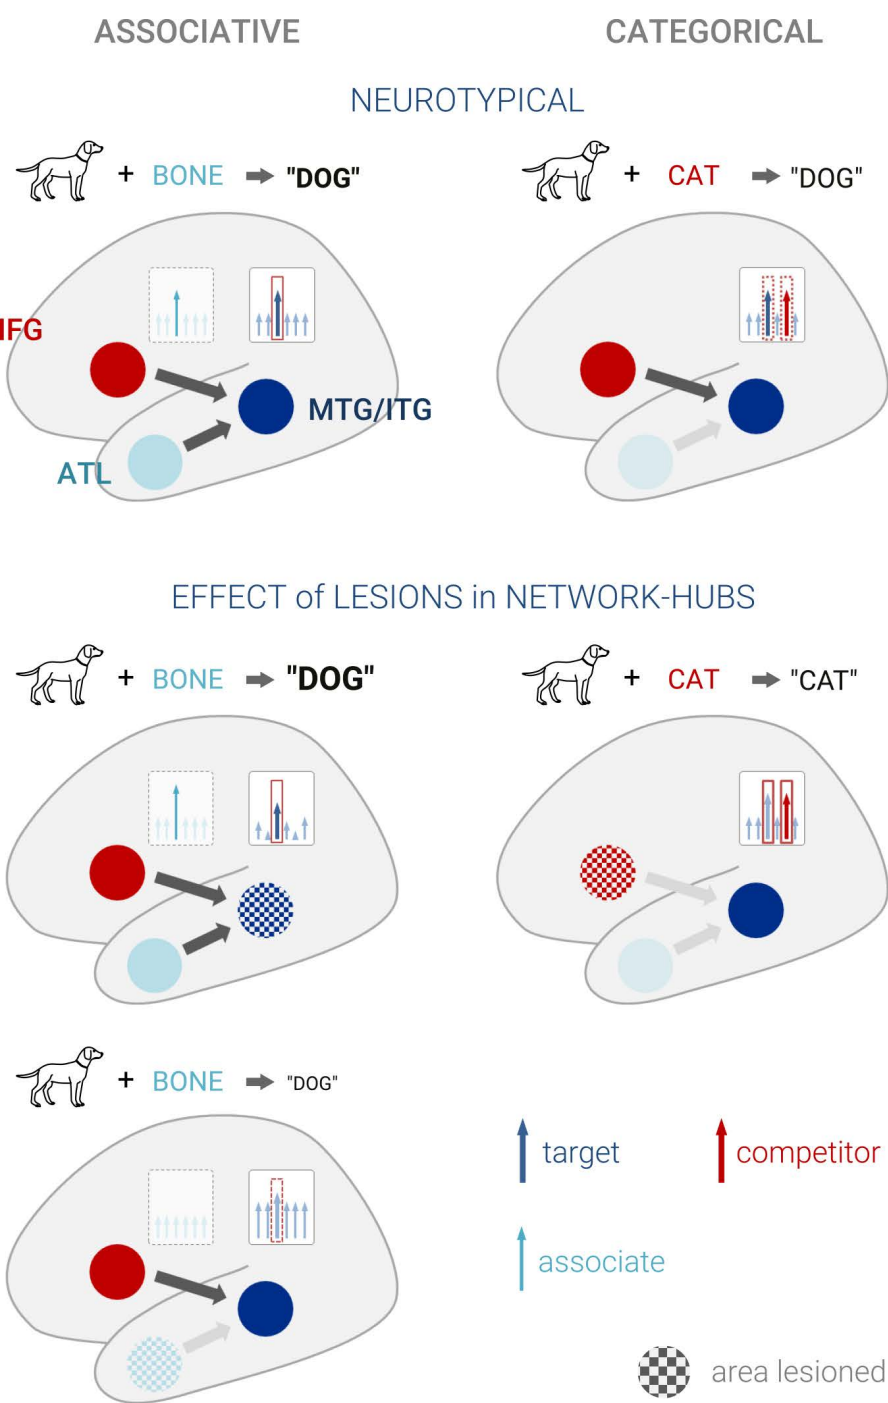 ASSOCIATIVE CATEGORICAL
NEUROTYPICAL
+ BONE "DOG"
+ CAT "DOG"
IFG
MTG/ITG
ATL
EFFECT of LESIONS in NETWORK-HUBS
+ BONE "DOG"
+ CAT "CAT"
+ BONE "DOG"
target
competitor
associate
area lesioned